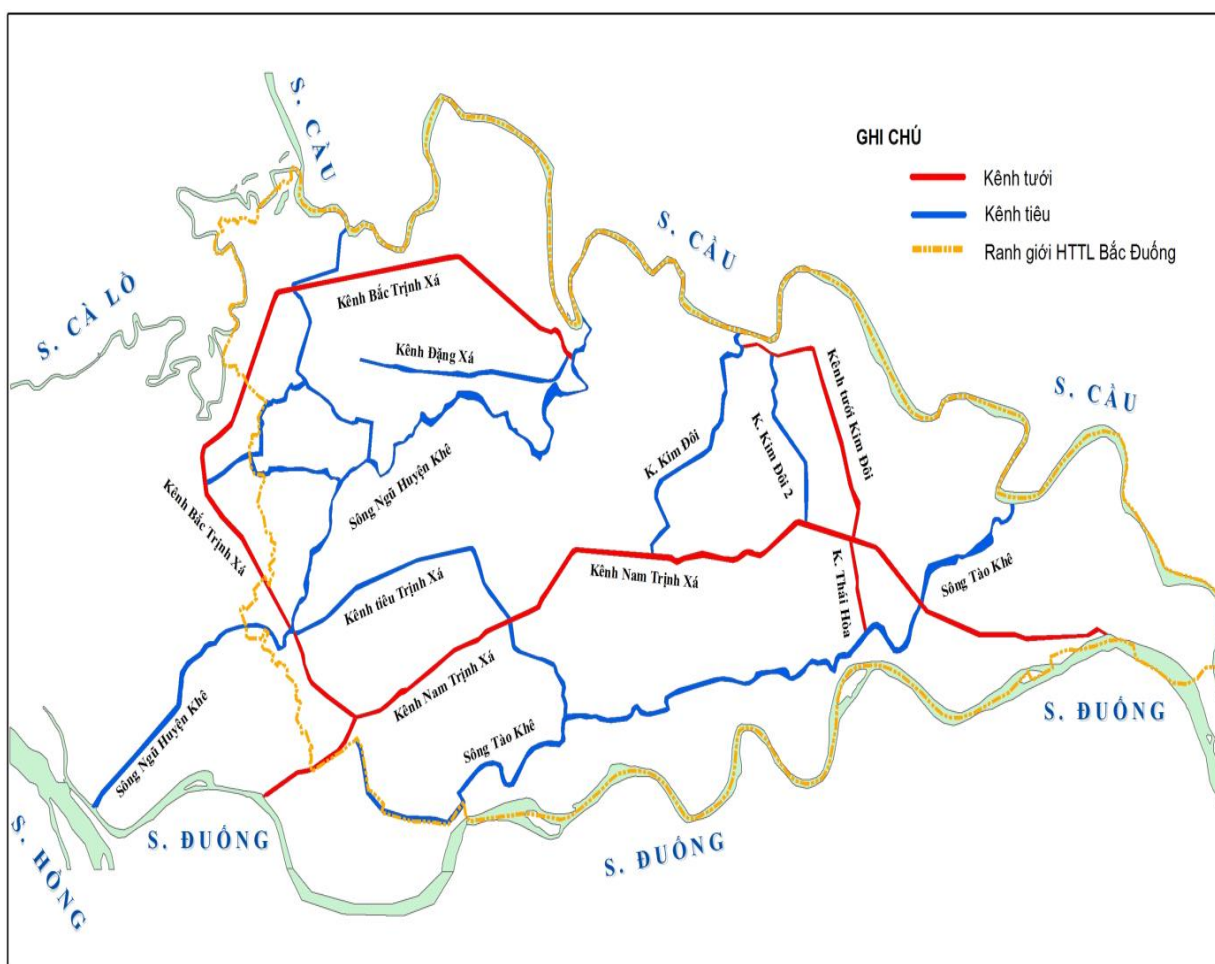 S. CẦU
GHI CHÚ
Kênh tưới
Kênh tiêu
Ranh giới HTTL Bắc Đuống
S. CẦU
S. CÀ LỒ
Kênh Bắc Trịnh Xá
Kênh Đặng Xá
Kênh tưới Kim Đôi
S. CẦU
K. Kim Đôi
K. Kim Đôi 2
Sông Ngũ Huyện Khê
Kênh Bắc Trịnh Xá
Kênh tiêu Trịnh Xá
Kênh Nam Trịnh Xá
K. Thái Hòa
Sông Tào Khê
Kênh Nam Trịnh Xá
Sông Ngũ Huyện Khê
Sông Tào Khê
S. ĐUỐNG
S. HỒNG
S. ĐUỐNG
S. ĐUỐNG